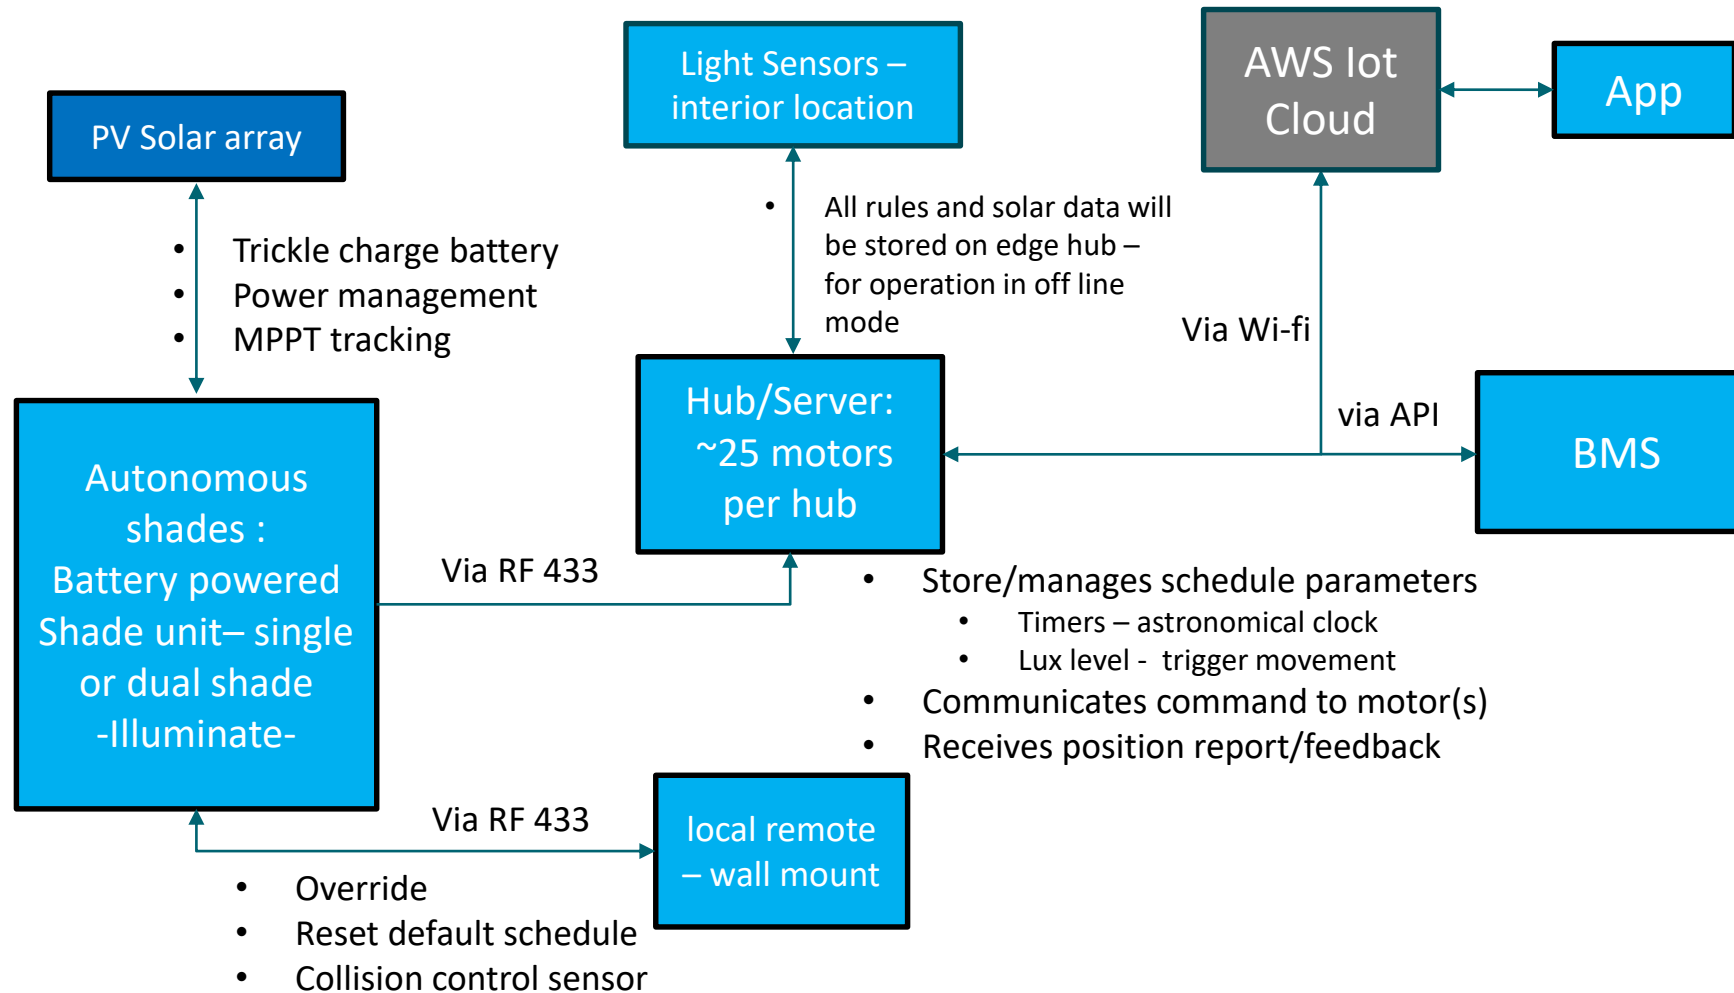 PV Solar array
• Trickle charge battery
• Power management
• MPPT tracking
Autonomous
shades :
Battery powered
Shade unit– single
or dual shade
-Illuminate-
Light Sensors –
interior location
• All rules and solar data will
be stored on edge hub –
for operation in off line
mode
Hub/Server:
~25 motors
per hub
AWS Iot
Cloud
App
Via Wi-fi
via API
BMS
Via RF 433
• Store/manages schedule parameters
• Timers – astronomical clock
• Lux level - trigger movement
• Communicates command to motor(s)
• Receives position report/feedback
Via RF 433
local remote
– wall mount
• Override
• Reset default schedule
• Collision control sensor